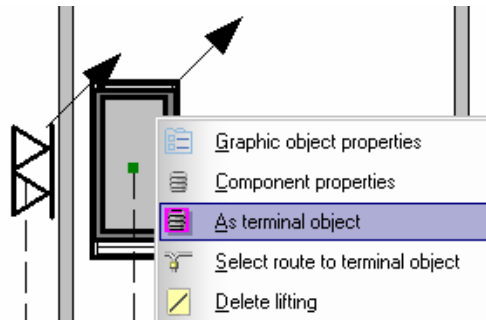 Graphic object properties
Component properties
As terminal object
Select route to terminal object
Delete lifting